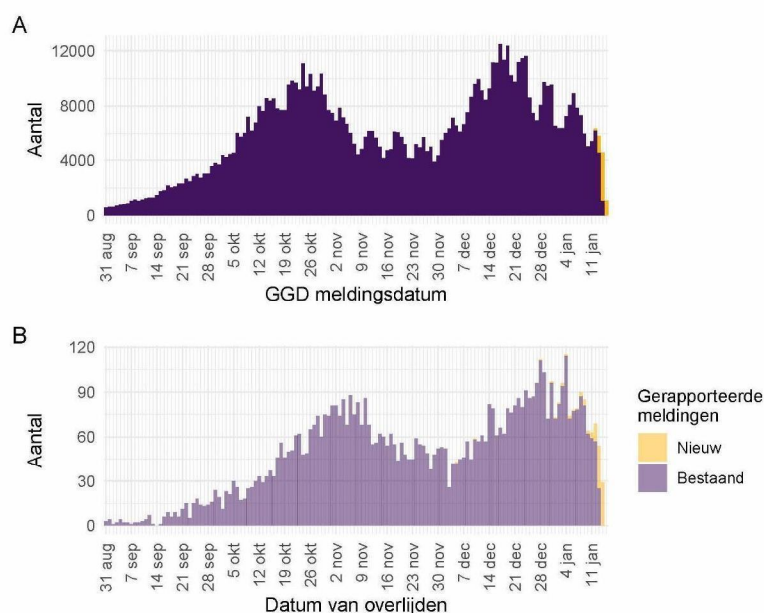 A
Aantal
12000
8000
4000
0
31 aug
7 sep
14 sep
21 sep
28 sep
5 okt
12 okt
19 okt
26 okt
2 nov
9 nov
16 nov
23 nov
30 nov
7 dec
14 dec
21 dec
28 dec
4 jan
11 jan
GGD meldingsdatum
B
Aantal
120
90
60
30
0
31 aug
7 sep
14 sep
21 sep
28 sep
5 okt
12 okt
19 okt
26 okt
2 nov
9 nov
16 nov
23 nov
30 nov
7 dec
14 dec
21 dec
28 dec
4 jan
11 jan
Datum van overlijden
Gerapporteerde
meldingen
Nieuw
Bestaand